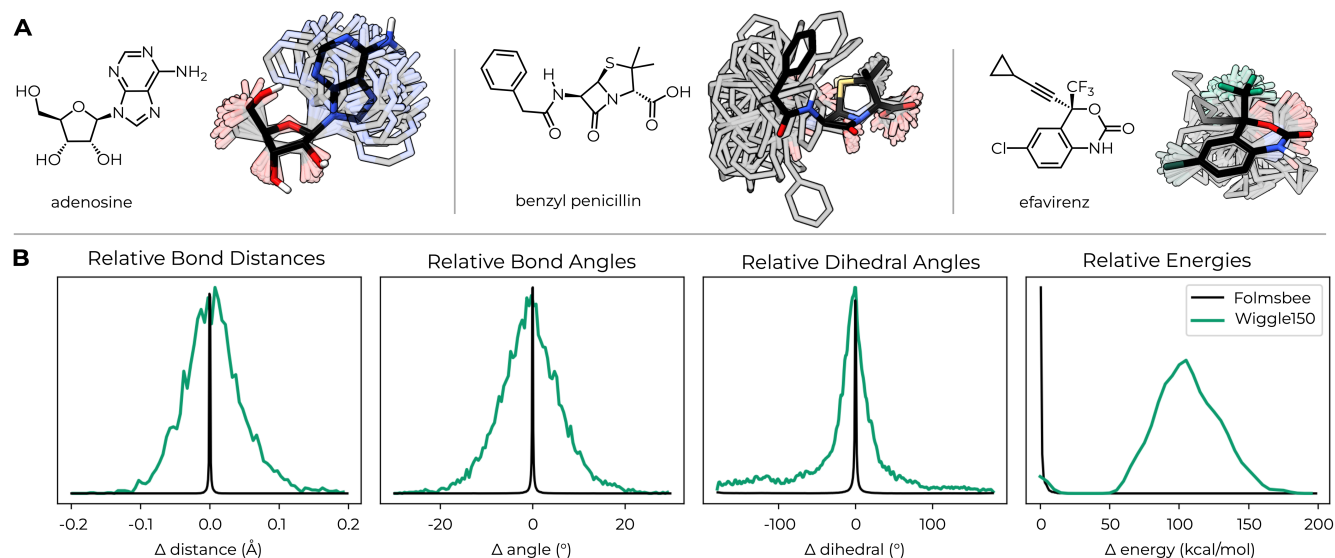 A
N
N
N
N
NH2
HO
O
HO
OH
adenosine
S
H
N
N
O
O
O
OH
benzyl penicillin
CF3
O
O
NH
Cl
efavirenz
B
Relative Bond Distances
Relative Bond Angles
Relative Dihedral Angles
Relative Energies
Folmsbee
Wiggle150
-0.2 -0.1 0.0 0.1 0.2
-20 0 20
-100 0 100
0 50 100 150 200
Δ distance (Å)
Δ angle (°)
Δ dihedral (°)
Δ energy (kcal/mol)